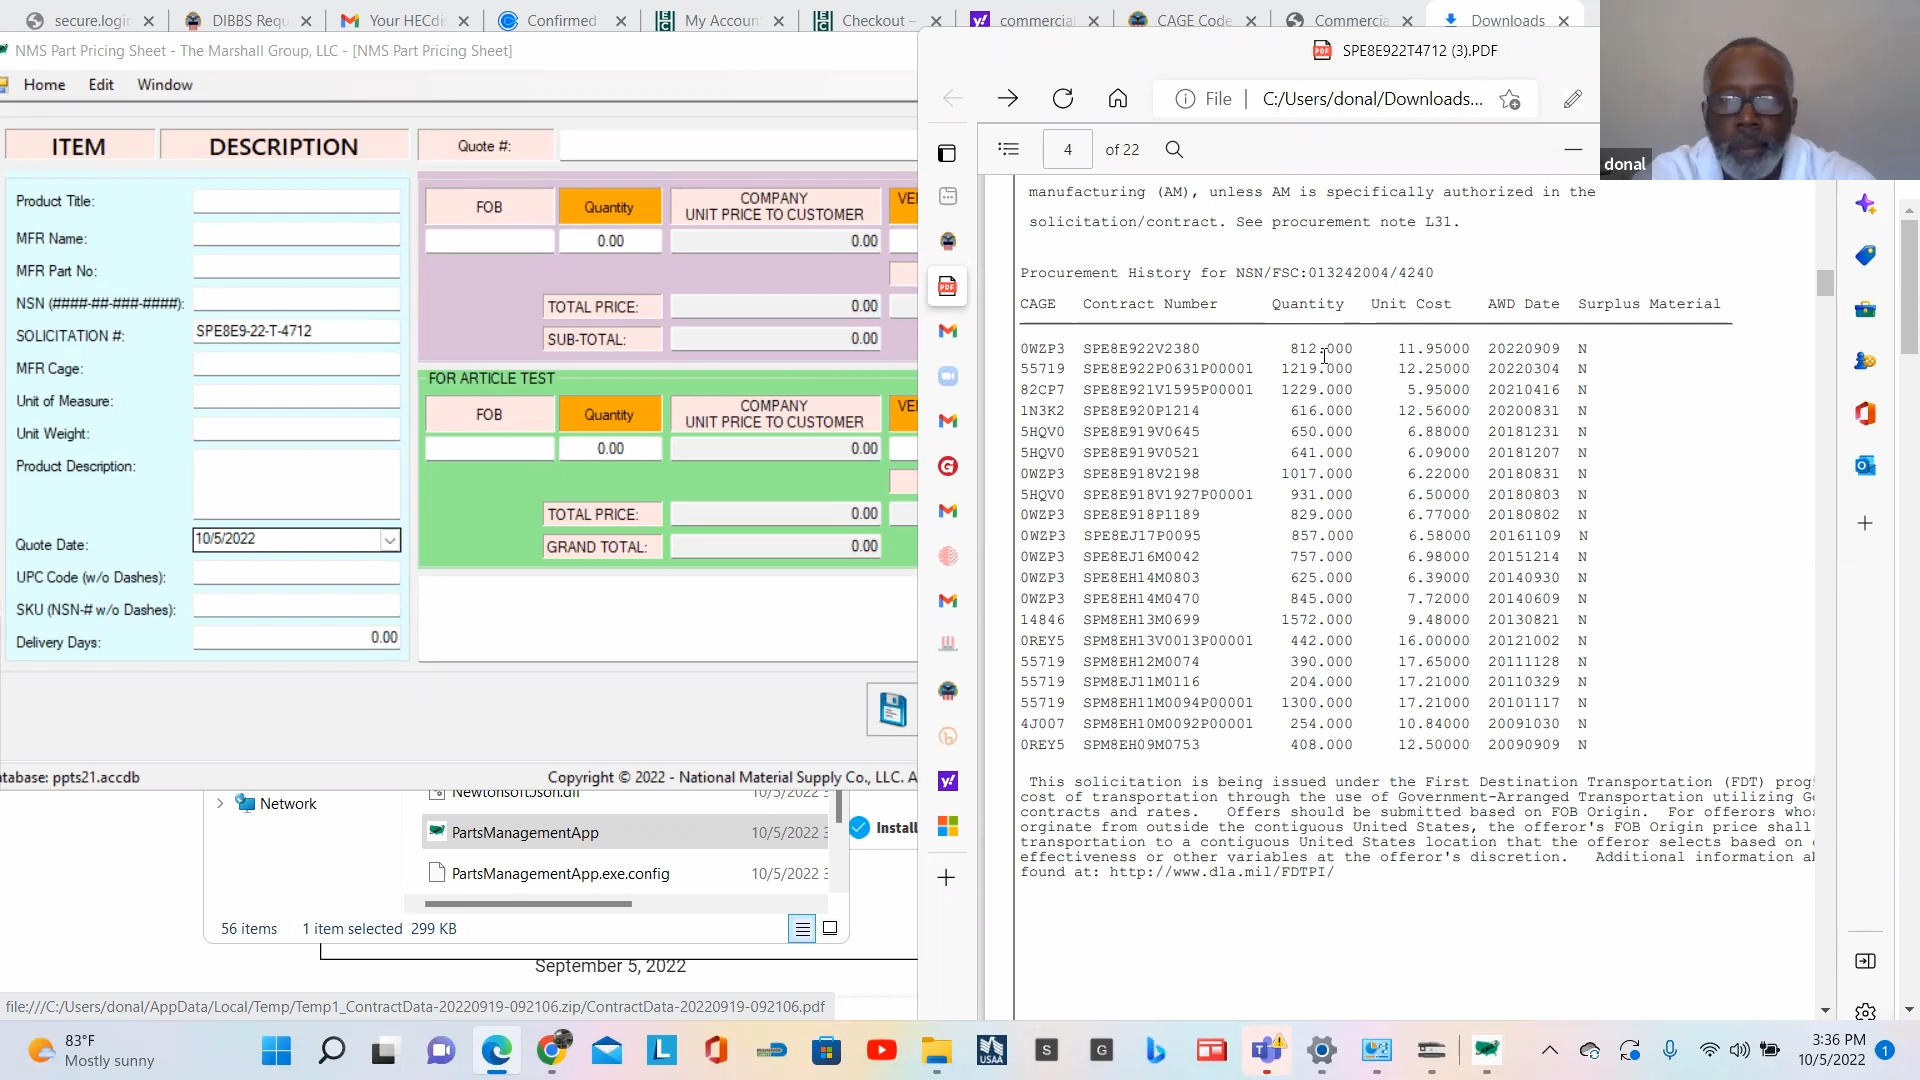 secure.login
DIBBS Requ
Your HECdi
Confirmed
My Accoun
Checkout –
commercia
CAGE Code
Commercia
Downloads
NMS Part Pricing Sheet - The Marshall Group, LLC - [NMS Part Pricing Sheet]
Home Edit Window
ITEM DESCRIPTION
Product Title:
MFR Name:
MFR Part No:
NSN (####-##-###-####):
SOLICITATION #: SPE8E9-22-T-4712
MFR Cage:
Unit of Measure:
Unit Weight:
Product Description:
Quote Date: 10/5/2022
UPC Code (w/o Dashes):
SKU (NSN-# w/o Dashes):
Delivery Days: 0.00
Quote #:
FOB Quantity COMPANY UNIT PRICE TO CUSTOMER VE
0.00 0.00
TOTAL PRICE: 0.00
SUB-TOTAL: 0.00
FOR ARTICLE TEST
FOB Quantity COMPANY UNIT PRICE TO CUSTOMER VE
0.00 0.00
TOTAL PRICE: 0.00
GRAND TOTAL: 0.00
tabase: ppts21.accdb
Copyright © 2022 - National Material Supply Co., LLC. A
Network
Newtonsoft.Json.dll 10/5/2022 3
PartsManagementApp 10/5/2022 3
PartsManagementApp.exe.config 10/5/2022 3
Install
56 items 1 item selected 299 KB
September 5, 2022
file:///C:/Users/donal/AppData/Local/Temp/Temp1_ContractData-20220919-092106.zip/ContractData-20220919-092106.pdf
SPE8E922T4712 (3).PDF
File C:/Users/donal/Downloads...
4 of 22
donal
manufacturing (AM), unless AM is specifically authorized in the
solicitation/contract. See procurement note L31.
Procurement History for NSN/FSC:013242004/4240
CAGE Contract Number Quantity Unit Cost AWD Date Surplus Material
0WZP3 SPE8E922V2380 812.000 11.95000 20220909 N
55719 SPE8E922P0631P00001 1219.000 12.25000 20220304 N
82CP7 SPE8E921V1595P00001 1229.000 5.95000 20210416 N
1N3K2 SPE8E920P1214 616.000 12.56000 20200831 N
5HQV0 SPE8E919V0645 650.000 6.88000 20181231 N
5HQV0 SPE8E919V0521 641.000 6.09000 20181207 N
0WZP3 SPE8E918V2198 1017.000 6.22000 20180831 N
5HQV0 SPE8E918V1927P00001 931.000 6.50000 20180803 N
0WZP3 SPE8E918P1189 829.000 6.77000 20180802 N
0WZP3 SPE8EJ17P0095 857.000 6.58000 20161109 N
0WZP3 SPE8EJ16M0042 757.000 6.98000 20151214 N
0WZP3 SPE8EH14M0803 625.000 6.39000 20140930 N
0WZP3 SPE8EH14M0470 845.000 7.72000 20140609 N
14846 SPM8EH13M0699 1572.000 9.48000 20130821 N
0REY5 SPM8EH13V0013P00001 442.000 16.00000 20121002 N
55719 SPM8EH12M0074 390.000 17.65000 20111128 N
55719 SPM8EJ11M0116 204.000 17.21000 20110329 N
55719 SPM8EH11M0094P00001 1300.000 17.21000 20101117 N
4J007 SPM8EH10M0092P00001 254.000 10.84000 20091030 N
0REY5 SPM8EH09M0753 408.000 12.50000 20090909 N
This solicitation is being issued under the First Destination Transportation (FDT) prog
cost of transportation through the use of Government-Arranged Transportation utilizing G
contracts and rates. Offers should be submitted based on FOB Origin. For offerors who
orginate from outside the contiguous United States, the offeror's FOB Origin price shall
transportation to a contiguous United States location that the offeror selects based on
effectiveness or other variables at the offeror's discretion. Additional information a
found at: http://www.dla.mil/FDTPI/
83°F
Mostly sunny
USAA
3:36 PM
10/5/2022
1